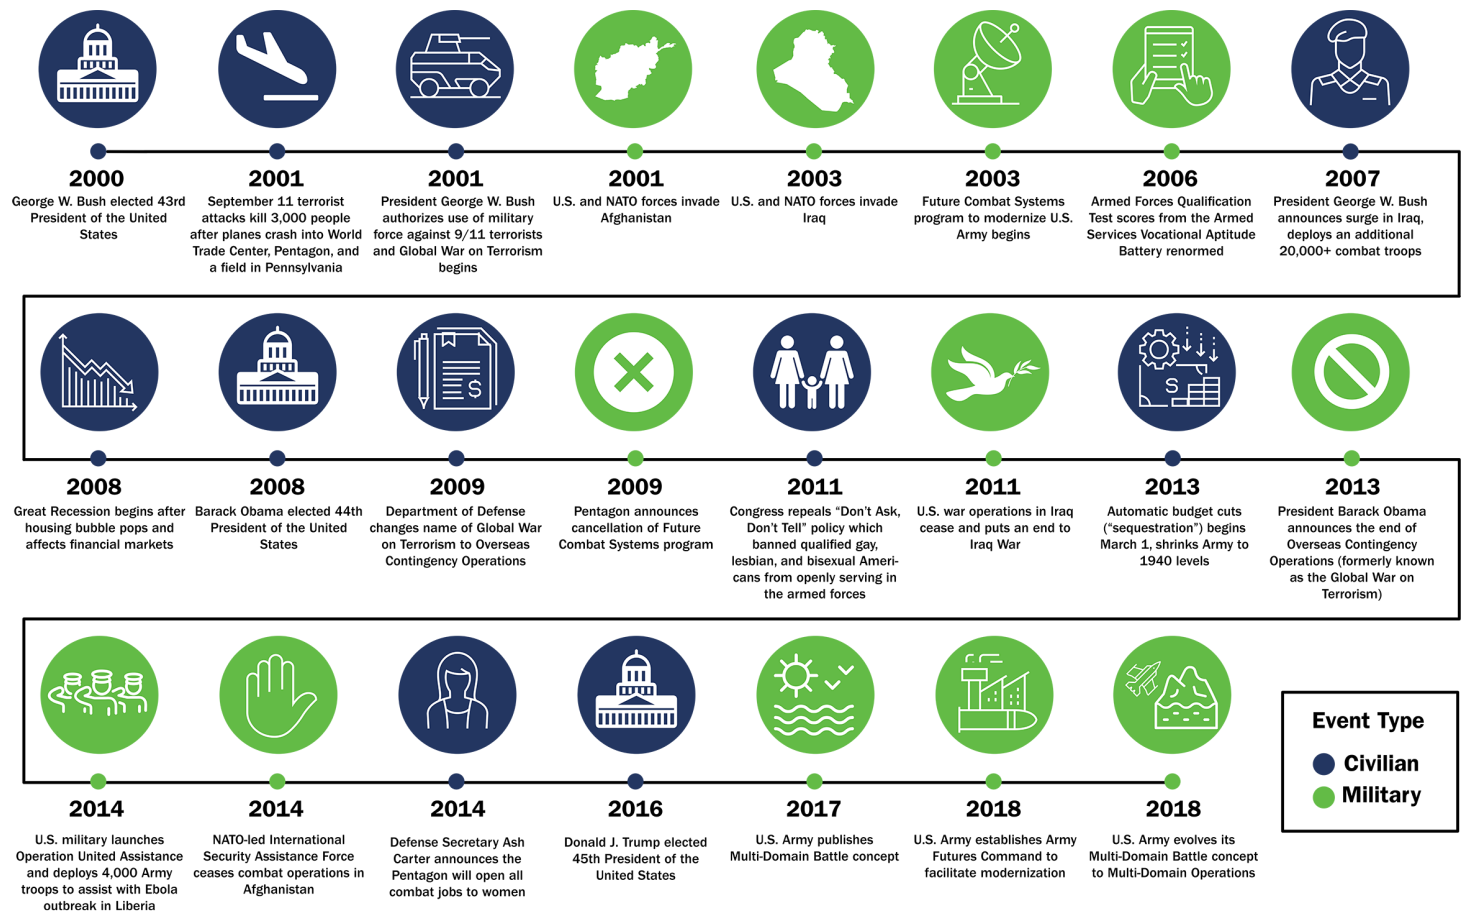 2000
George W. Bush elected 43rd
President of the United
States
2001
September 11 terrorist
attacks kill 3,000 people
after planes crash into World
Trade Center, Pentagon, and
a field in Pennsylvania
2001
President George W. Bush
authorizes use of military
force against 9/11 terrorists
and Global War on Terrorism
begins
2001
U.S. and NATO forces invade
Afghanistan
2003
U.S. and NATO forces invade
Iraq
2003
Future Combat Systems
program to modernize U.S.
Army begins
2006
Armed Forces Qualification
Test scores from the Armed
Services Vocational Aptitude
Battery renormed
2007
President George W. Bush
announces surge in Iraq,
deploys an additional
20,000+ combat troops
2008
Great Recession begins after
housing bubble pops and
affects financial markets
2008
Barack Obama elected 44th
President of the United
States
$
2009
Department of Defense
changes name of Global War
on Terrorism to Overseas
Contingency Operations
2009
Pentagon announces
cancellation of Future
Combat Systems program
2011
Congress repeals “Don’t Ask,
Don’t Tell” policy which
banned qualified gay,
lesbian, and bisexual Ameri-
cans from openly serving in
the armed forces
2011
U.S. war operations in Iraq
cease and puts an end to
Iraq War
S
2013
Automatic budget cuts
(“sequestration”) begins
March 1, shrinks Army to
1940 levels
2013
President Barack Obama
announces the end of
Overseas Contingency
Operations (formerly known
as the Global War on
Terrorism)
2014
U.S. military launches
Operation United Assistance
and deploys 4,000 Army
troops to assist with Ebola
outbreak in Liberia
2014
NATO-led International
Security Assistance Force
ceases combat operations in
Afghanistan
2014
Defense Secretary Ash
Carter announces the
Pentagon will open all
combat jobs to women
2016
Donald J. Trump elected
45th President of the
United States
2017
U.S. Army publishes
Multi-Domain Battle concept
2018
U.S. Army establishes Army
Futures Command to
facilitate modernization
2018
U.S. Army evolves its
Multi-Domain Battle concept
to Multi-Domain Operations
Event Type
Civilian
Military